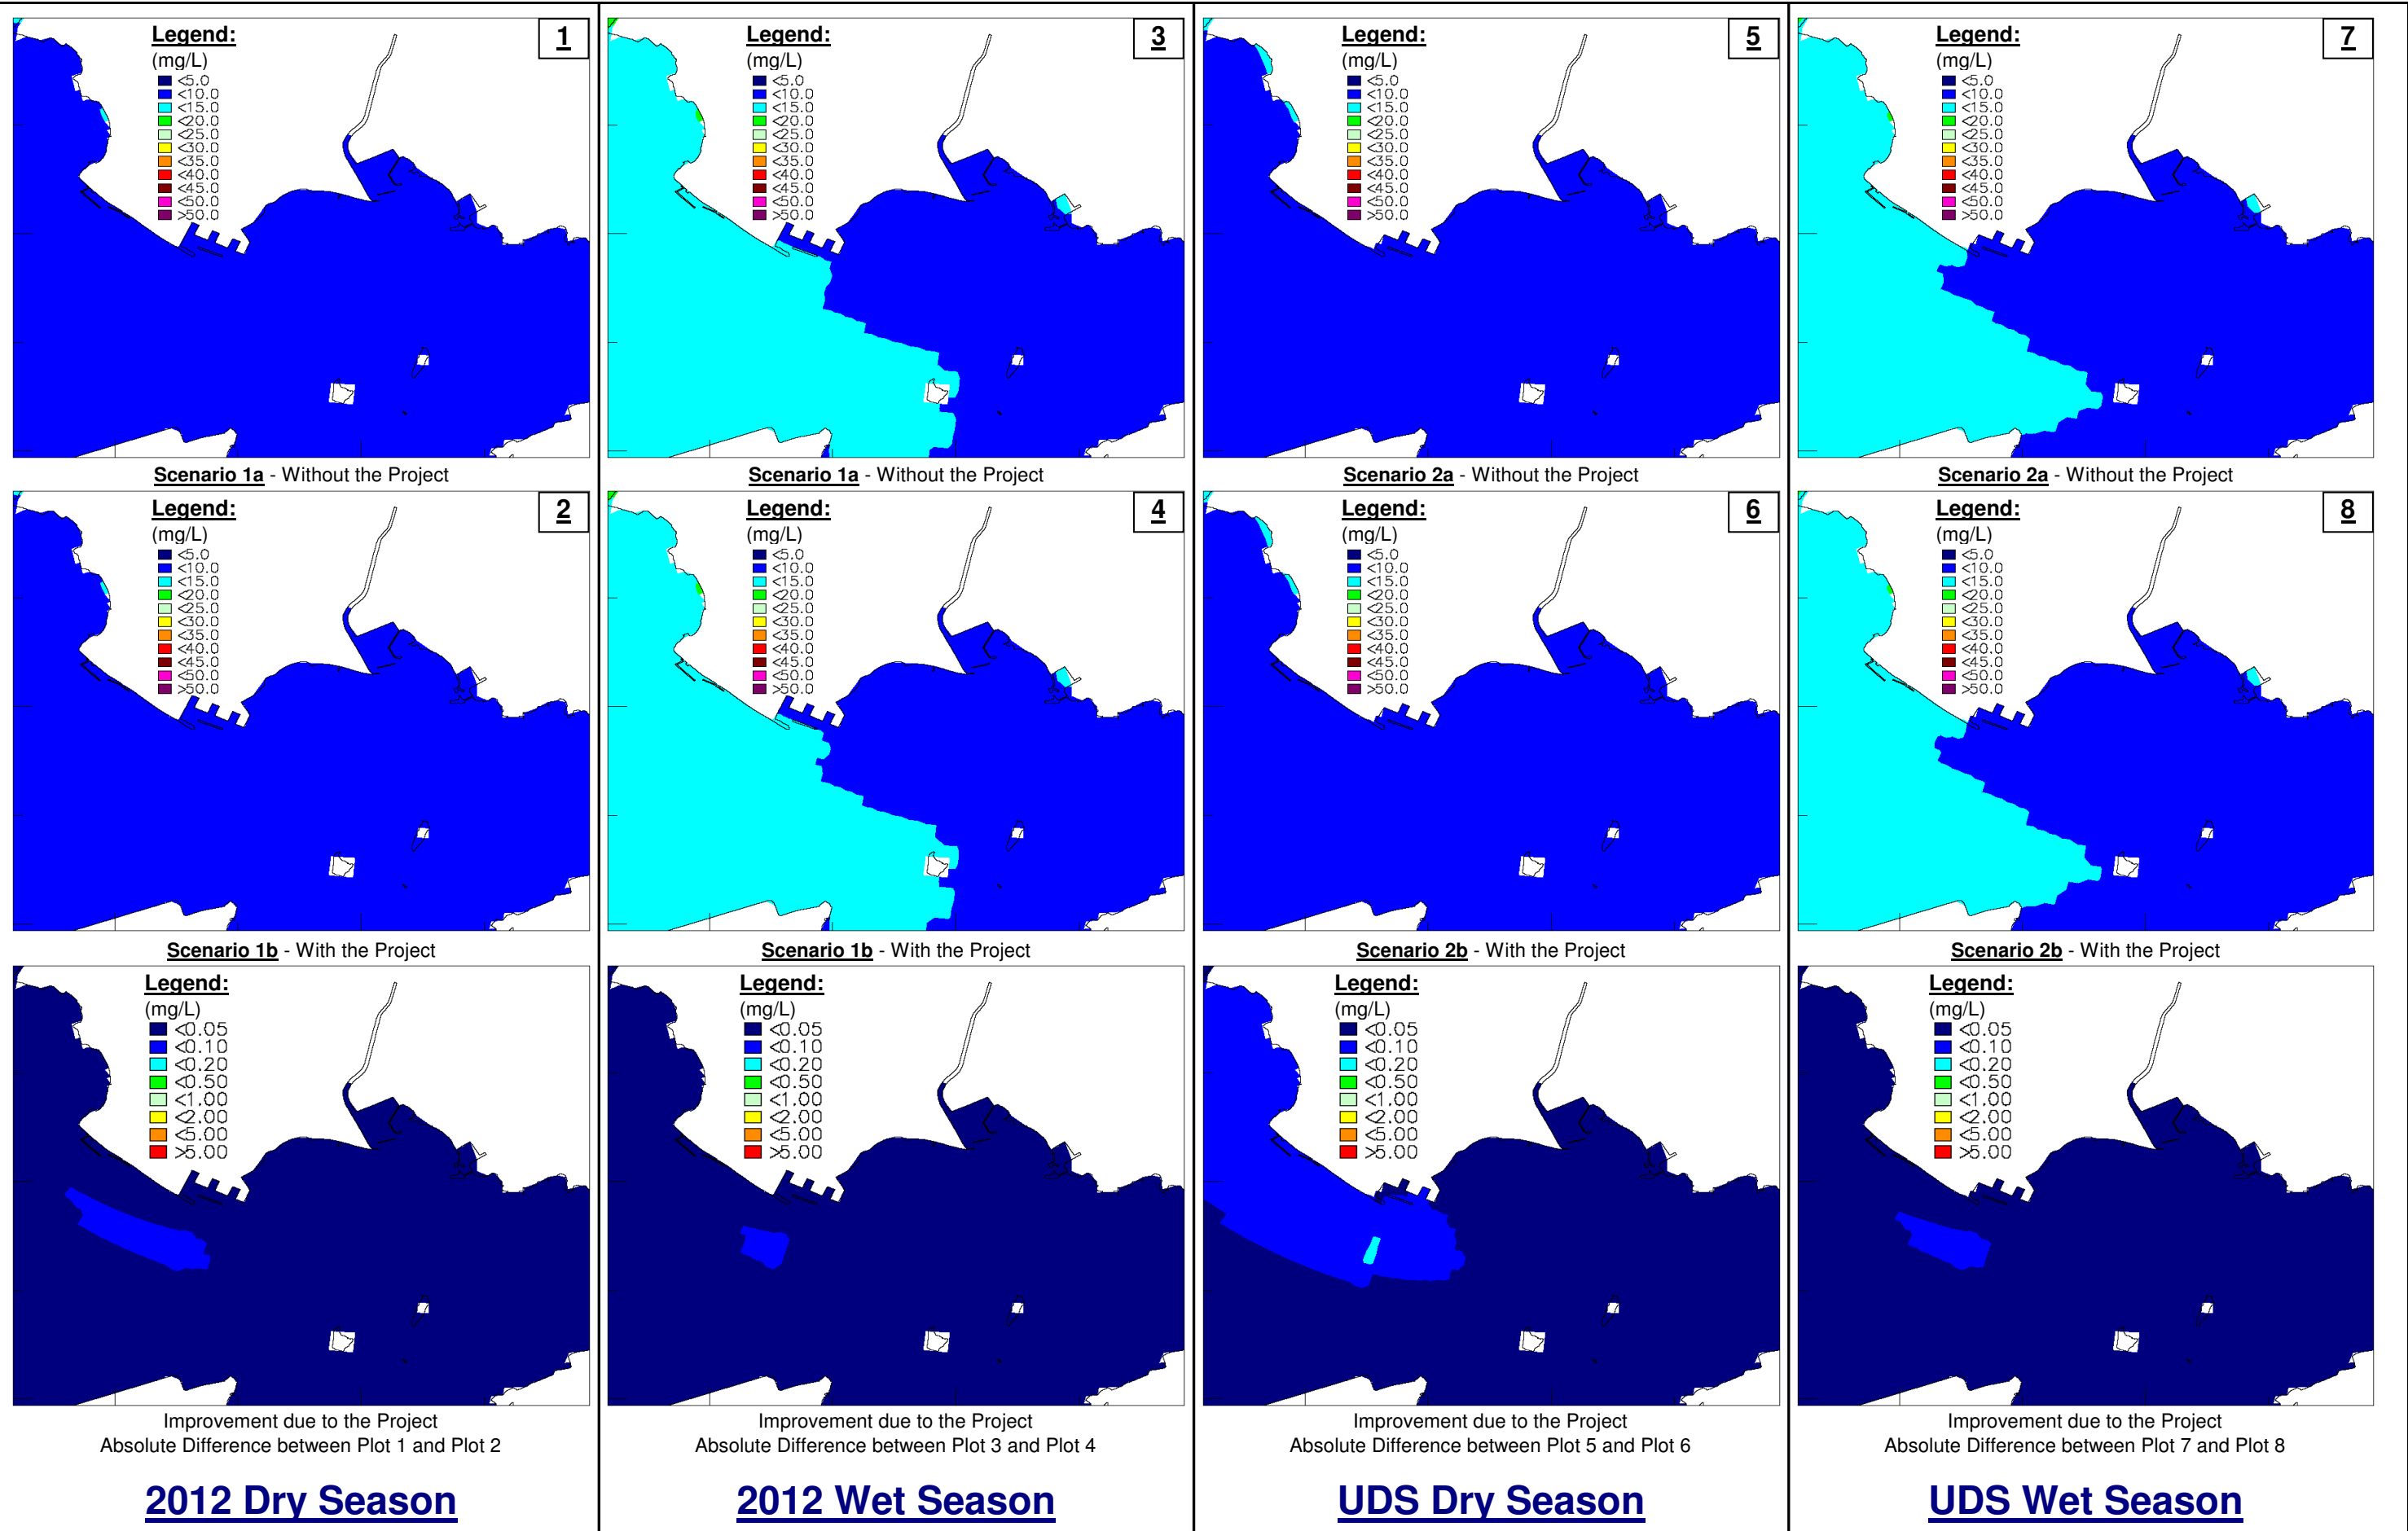 Legend:
(mg/L)
<5.0
<10.0
<15.0
<20.0
<25.0
<30.0
<35.0
<40.0
<45.0
<50.0
>50.0
1
Scenario 1a - Without the Project
Legend:
(mg/L)
<5.0
<10.0
<15.0
<20.0
<25.0
<30.0
<35.0
<40.0
<45.0
<50.0
>50.0
2
Scenario 1b - With the Project
Legend:
(mg/L)
<0.05
<0.10
<0.20
<0.50
<1.00
<2.00
<5.00
>5.00
Improvement due to the Project
Absolute Difference between Plot 1 and Plot 2
2012 Dry Season
Legend:
(mg/L)
<5.0
<10.0
<15.0
<20.0
<25.0
<30.0
<35.0
<40.0
<45.0
<50.0
>50.0
3
Scenario 1a - Without the Project
Legend:
(mg/L)
<5.0
<10.0
<15.0
<20.0
<25.0
<30.0
<35.0
<40.0
<45.0
<50.0
>50.0
4
Scenario 1b - With the Project
Legend:
(mg/L)
<0.05
<0.10
<0.20
<0.50
<1.00
<2.00
<5.00
>5.00
Improvement due to the Project
Absolute Difference between Plot 3 and Plot 4
2012 Wet Season
Legend:
(mg/L)
<5.0
<10.0
<15.0
<20.0
<25.0
<30.0
<35.0
<40.0
<45.0
<50.0
>50.0
5
Scenario 2a - Without the Project
Legend:
(mg/L)
<5.0
<10.0
<15.0
<20.0
<25.0
<30.0
<35.0
<40.0
<45.0
<50.0
>50.0
6
Scenario 2b - With the Project
Legend:
(mg/L)
<0.05
<0.10
<0.20
<0.50
<1.00
<2.00
<5.00
>5.00
Improvement due to the Project
Absolute Difference between Plot 5 and Plot 6
UDS Dry Season
Legend:
(mg/L)
<5.0
<10.0
<15.0
<20.0
<25.0
<30.0
<35.0
<40.0
<45.0
<50.0
>50.0
7
Scenario 2a - Without the Project
Legend:
(mg/L)
<5.0
<10.0
<15.0
<20.0
<25.0
<30.0
<35.0
<40.0
<45.0
<50.0
>50.0
8
Scenario 2b - With the Project
Legend:
(mg/L)
<0.05
<0.10
<0.20
<0.50
<1.00
<2.00
<5.00
>5.00
Improvement due to the Project
Absolute Difference between Plot 7 and Plot 8
UDS Wet Season